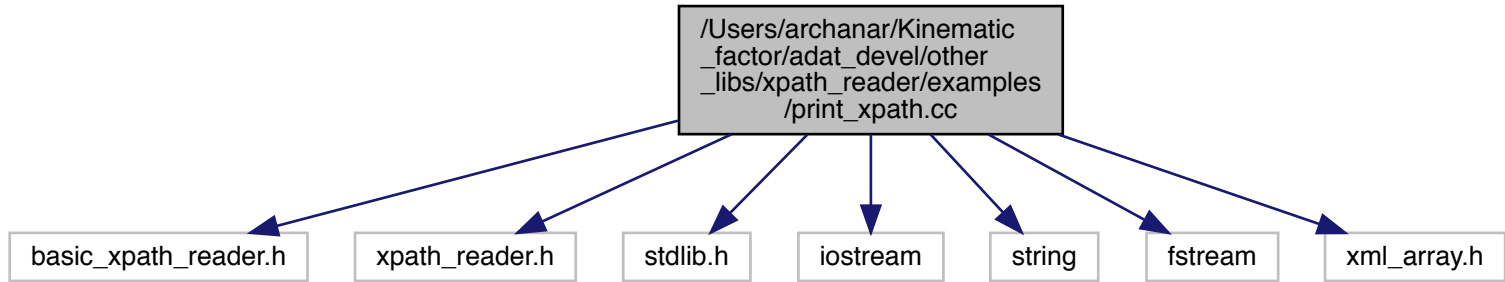 /Users/archanar/Kinematic
_factor/adat_devel/other
_libs/xpath_reader/examples
/print_xpath.cc
basic_xpath_reader.h
xpath_reader.h
stdlib.h
iostream
string
fstream
xml_array.h